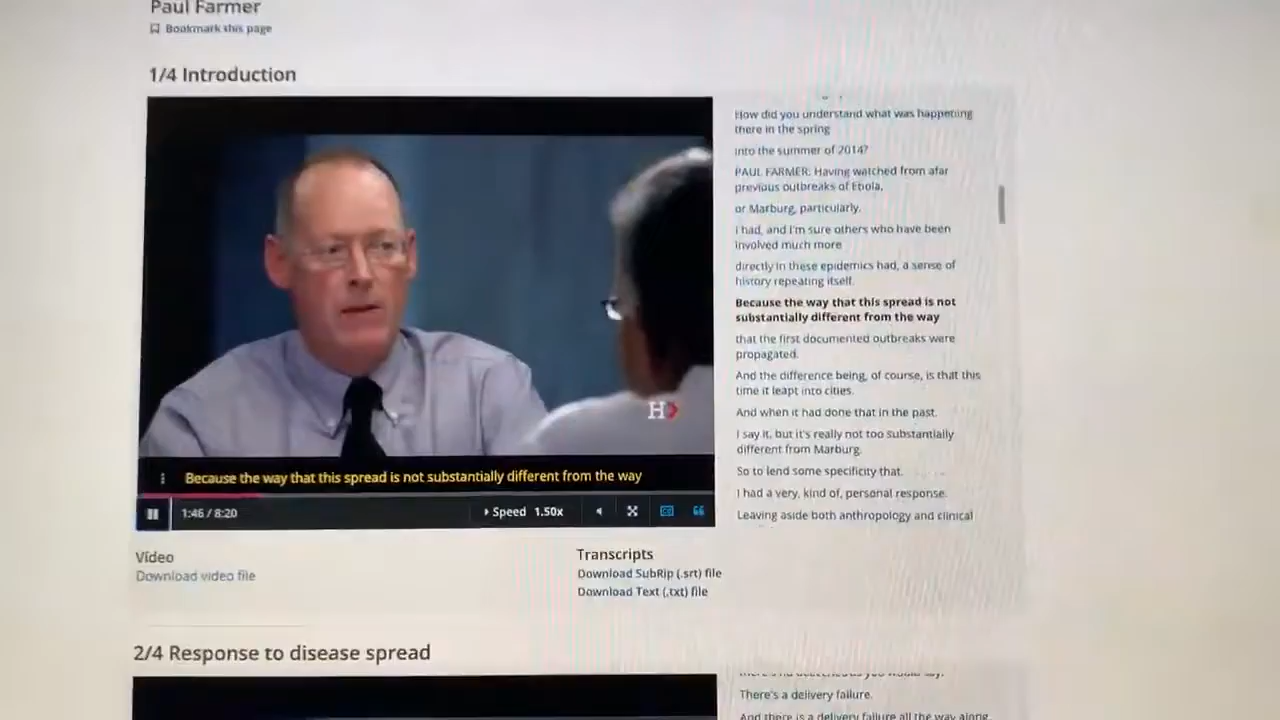 Paul Farmer
Bookmark this page
1/4 Introduction
How did you understand what was happening
there in the spring
into the summer of 2014?
PAUL FARMER: Having watched from afar
previous outbreaks of Ebola,
or Marburg, particularly.
I had, and I'm sure others who have been
involved much more
directly in these epidemics had, a sense of
history repeating itself.
Because the way that this spread is not
substantially different from the way
that the first documented outbreaks were
propagated.
And the difference being, of course, is that this
time it leapt into cities.
And when it had done that in the past.
I say it, but it's really not too substantially
different from Marburg.
So to lend some specificity that.
I had a very, kind of, personal response.
Leaving aside both anthropology and clinical
H
Because the way that this spread is not substantially different from the way
1:46 / 8:20
Speed 1.50x
Video
Download video file
Transcripts
Download SubRip (.srt) file
Download Text (.txt) file
2/4 Response to disease spread
There's a delivery failure.
And there is a delivery failure all the way along.